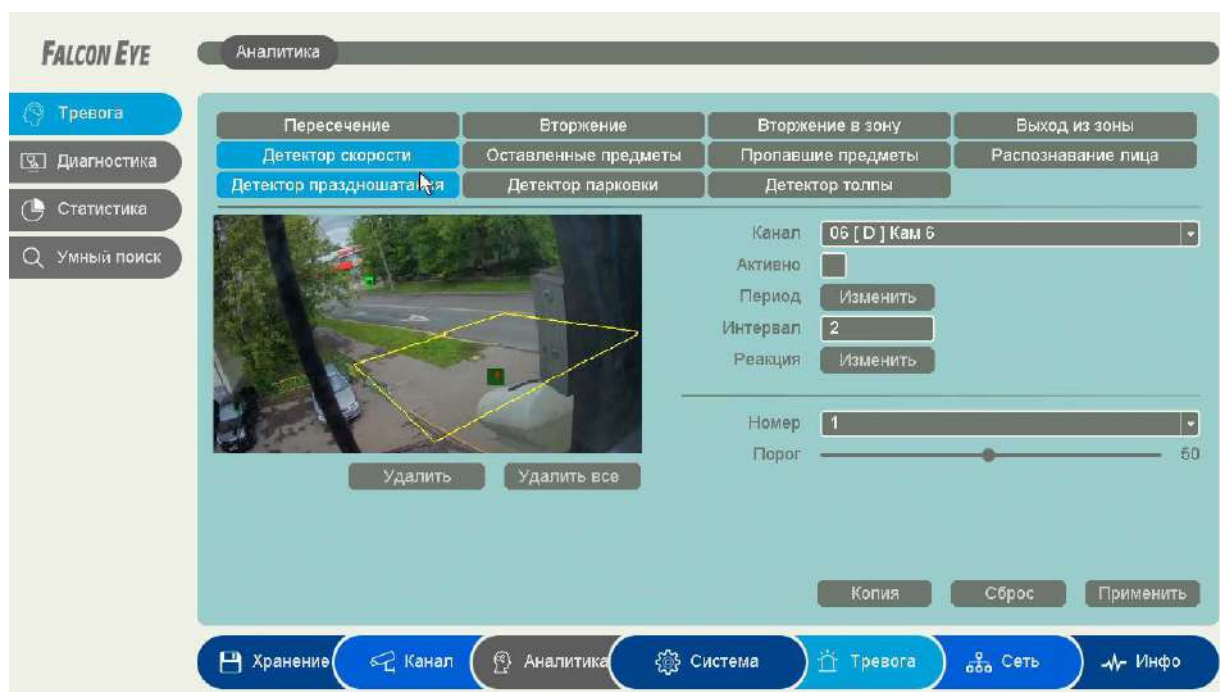 FALCON EYE
Аналитика
Тревога
Диагностика
Статистика
Умный поиск
Пересечение
Вторжение
Вторжение в зону
Выход из зоны
Детектор скорости
Оставленные предметы
Пропавшие предметы
Распознавание лица
Детектор праздношатания
Детектор парковки
Детектор толпы
Канал
06 [ D ] Кам 6
Активно
Период
Изменить
Интервал
2
Реакция
Изменить
Номер
1
Порог
50
Удалить
Удалить все
Копия
Сброс
Применить
Хранение
Канал
Аналитика
Система
Тревога
Сеть
Инфо